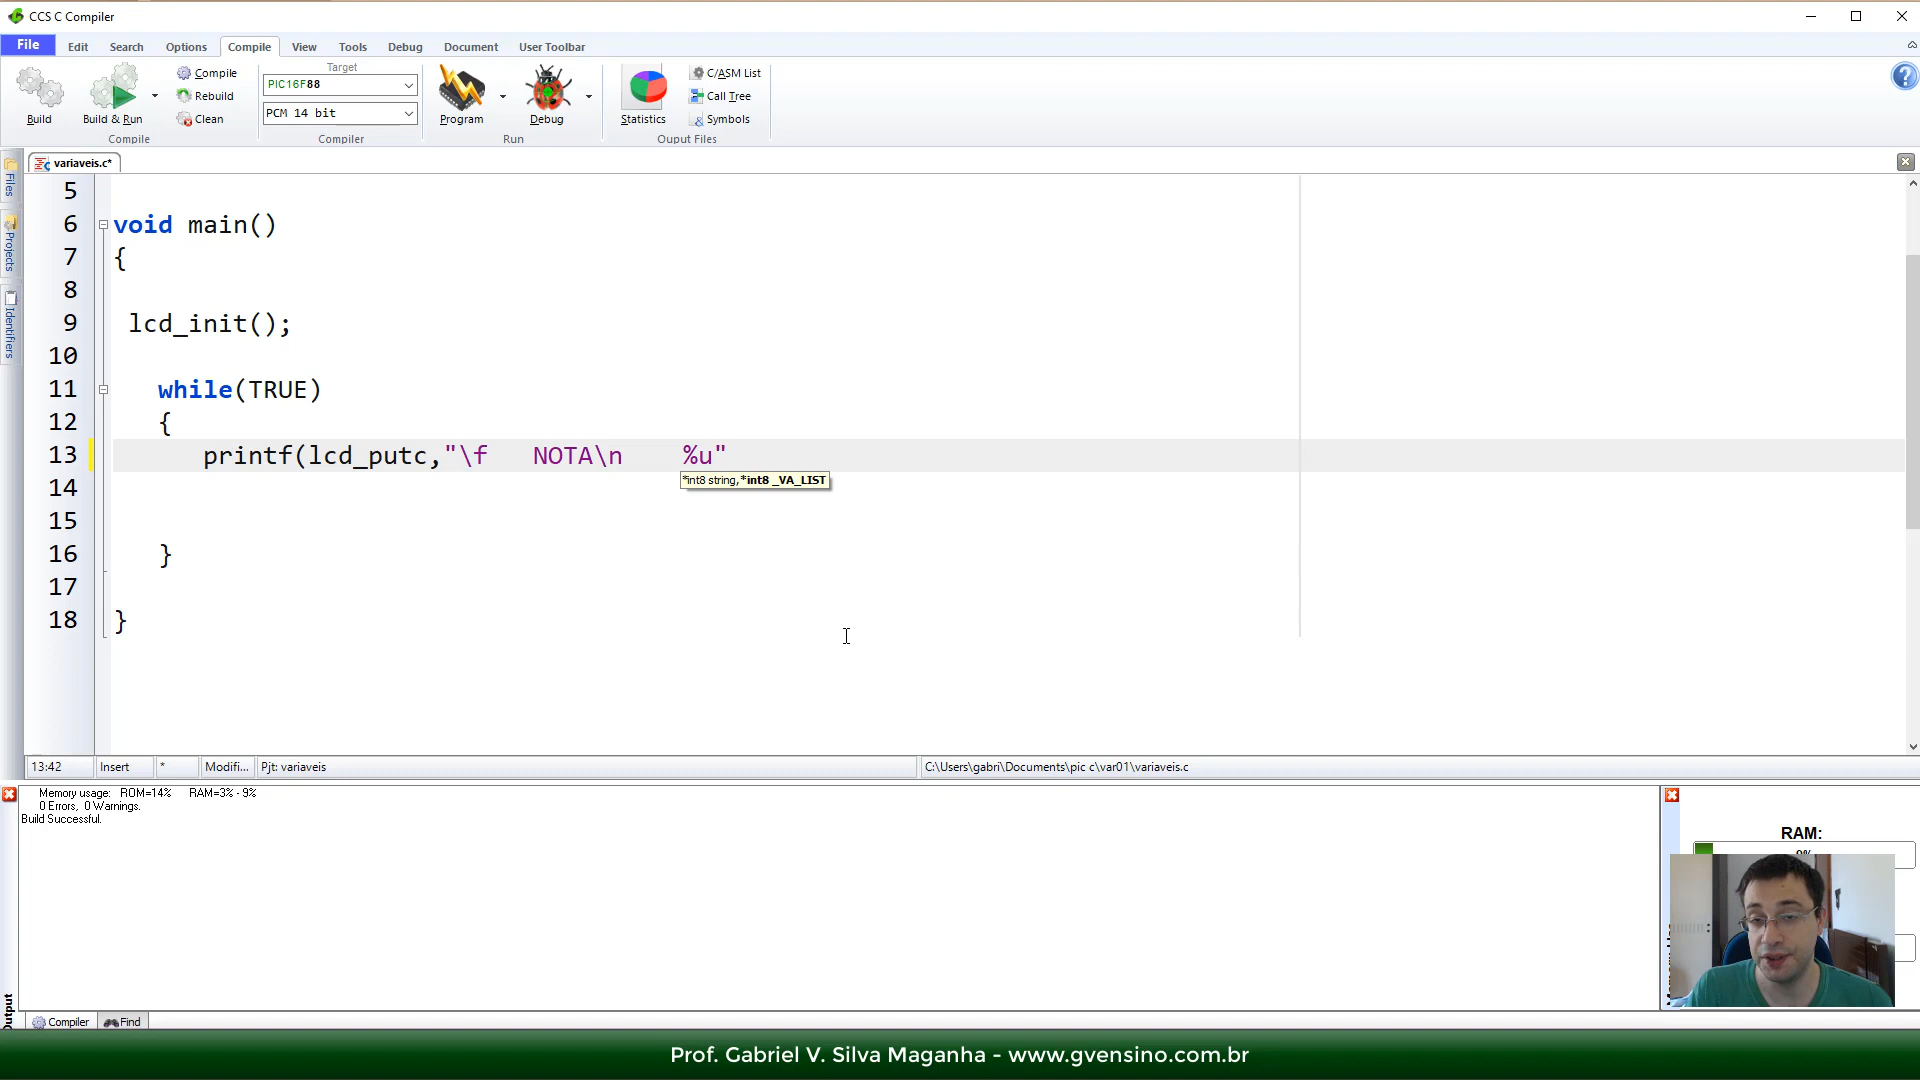 CCS C Compiler
File Edit Search Options Compile View Tools Debug Document User Toolbar
Build
Build & Run
Compile
Rebuild
Clean
Compile
Target
PIC16F88
PCM 14 bit
Compiler
Program
Debug
Run
Statistics
C/ASM List
Call Tree
Symbols
Ouput Files
Files
Projects
Identifiers
variaveis.c*
5
6 void main()
7 {
8
9 lcd_init();
10
11 while(TRUE)
12 {
13 printf(lcd_putc,"\f   NOTA\n    %u"
*int8 string,*int8 _VA_LIST
14
15
16 }
17
18 }
13:42 Insert * Modifi... Pjt: variaveis C:\Users\gabri\Documents\pic c\var01\variaveis.c
Memory usage: ROM=14% RAM=3% - 9%
0 Errors, 0 Warnings.
Build Successful.
RAM:
Output
Compiler Find
Prof. Gabriel V. Silva Maganha - www.gvensino.com.br